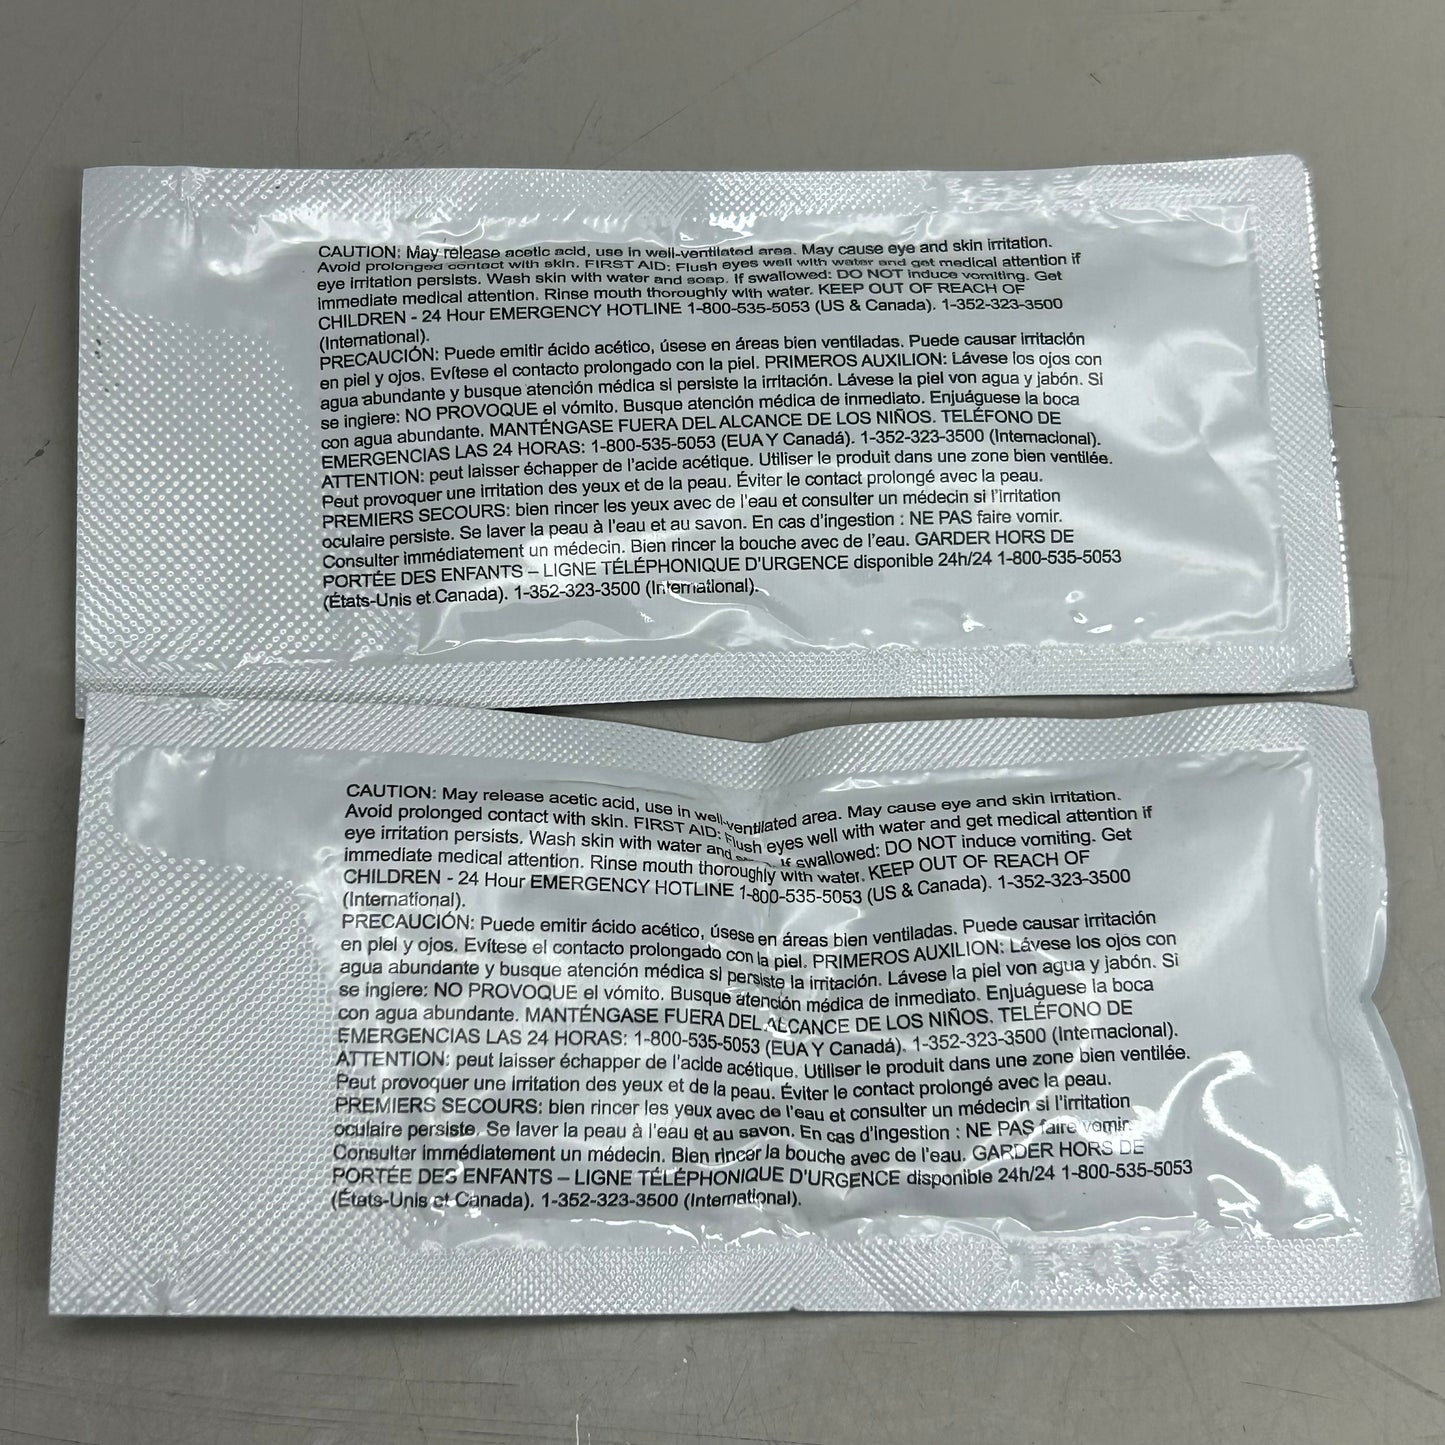 CAUTION: May release acetic acid, use in well-ventilated area. May cause eye and skin irritation.
Avoid prolonged contact with skin. FIRST AID: Flush eyes well with water and get medical attention if
eye irritation persists. Wash skin with water and soap. If swallowed: DO NOT induce vomiting. Get
immediate medical attention. Rinse mouth thoroughly with water. KEEP OUT OF REACH OF
CHILDREN - 24 Hour EMERGENCY HOTLINE 1-800-535-5053 (US & Canada). 1-352-323-3500
(International).
PRECAUCIÓN: Puede emitir ácido acético, úsese en áreas bien ventiladas. Puede causar irritación
en piel y ojos. Evítese el contacto prolongado con la piel. PRIMEROS AUXILION: Lávese los ojos con
agua abundante y busque atención médica si persiste la irritación. Lávese la piel von agua y jabón. Si
se ingiere: NO PROVOQUE el vómito. Busque atención médica de inmediato. Enjuáguese la boca
con agua abundante. MANTÉNGASE FUERA DEL ALCANCE DE LOS NIÑOS. TELÉFONO DE
EMERGENCIAS LAS 24 HORAS: 1-800-535-5053 (EUA Y Canadá). 1-352-323-3500 (Internacional).
ATTENTION: peut laisser échapper de l'acide acétique. Utiliser le produit dans une zone bien ventilée.
Peut provoquer une irritation des yeux et de la peau. Éviter le contact prolongé avec la peau.
PREMIERS SECOURS: bien rincer les yeux avec de l'eau et consulter un médecin si l'irritation
oculaire persiste. Se laver la peau à l'eau et au savon. En cas d'ingestion : NE PAS faire vomir.
Consulter immédiatement un médecin. Bien rincer la bouche avec de l'eau. GARDER HORS DE
PORTÉE DES ENFANTS – LIGNE TÉLÉPHONIQUE D'URGENCE disponible 24h/24 1-800-535-5053
(États-Unis et Canada). 1-352-323-3500 (International).
CAUTION: May release acetic acid, use in well-ventilated area. May cause eye and skin irritation.
Avoid prolonged contact with skin. FIRST AID: Flush eyes well with water and get medical attention if
eye irritation persists. Wash skin with water and If swallowed: DO NOT induce vomiting. Get
immediate medical attention. Rinse mouth thoroughly with water. KEEP OUT OF REACH OF
CHILDREN - 24 Hour EMERGENCY HOTLINE 1-800-535-5053 (US & Canada). 1-352-323-3500
(International).
PRECAUCIÓN: Puede emitir ácido acético, úsese en áreas bien ventiladas. Puede causar irritación
en piel y ojos. Evítese el contacto prolongado con la piel. PRIMEROS AUXILION: Lávese los ojos con
agua abundante y busque atención médica si persiste la irritación. Lávese la piel von agua y jabón. Si
se ingiere: NO PROVOQUE el vómito. Busque atención médica de inmediato. Enjuáguese la boca
con agua abundante. MANTÉNGASE FUERA DEL ALCANCE DE LOS NIÑOS. TELÉFONO DE
EMERGENCIAS LAS 24 HORAS: 1-800-535-5053 (EUA Y Canadá). 1-352-323-3500 (Internacional).
ATTENTION: peut laisser échapper de l'acide acétique. Utiliser le produit dans une zone bien ventilée.
Peut provoquer une irritation des yeux et de la peau. Éviter le contact prolongé avec la peau.
PREMIERS SECOURS: bien rincer les yeux avec de l'eau et consulter un médecin si l'irritation
oculaire persiste. Se laver la peau à l'eau et au savon. En cas d'ingestion : NE PAS faire vomir.
Consulter immédiatement un médecin. Bien rincer la bouche avec de l'eau. GARDER HORS DE
PORTÉE DES ENFANTS – LIGNE TÉLÉPHONIQUE D'URGENCE disponible 24h/24 1-800-535-5053
(États-Unis et Canada). 1-352-323-3500 (International).